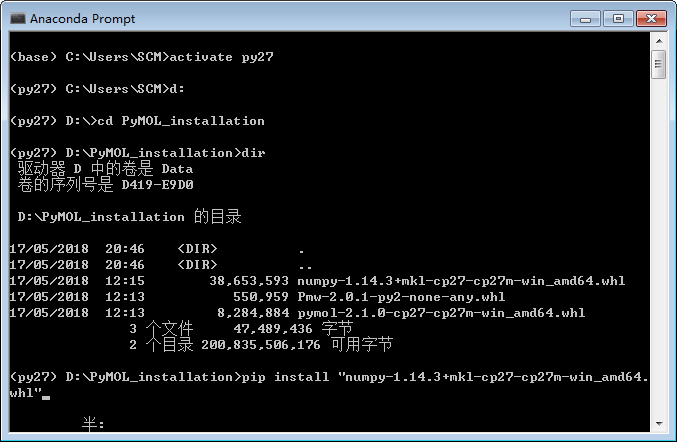 Anaconda Prompt
(base) C:\Users\SCM>activate py27
(py27) C:\Users\SCM>d:
(py27) D:\>cd PyMOL_installation
(py27) D:\PyMOL_installation>dir
驱动器 D 中的卷是 Data
卷的序列号是 D419-E9D0
D:\PyMOL_installation 的目录
17/05/2018  20:46    <DIR>          .
17/05/2018  20:46    <DIR>          ..
17/05/2018  12:15        38,653,593 numpy-1.14.3+mkl-cp27-cp27m-win_amd64.whl
17/05/2018  12:13           550,959 Pmw-2.0.1-py2-none-any.whl
17/05/2018  12:13         8,284,884 pymol-2.1.0-cp27-cp27m-win_amd64.whl
3 个文件     47,489,436 字节
2 个目录 200,835,506,176 可用字节
(py27) D:\PyMOL_installation>pip install "numpy-1.14.3+mkl-cp27-cp27m-win_amd64.
whl"_
半: